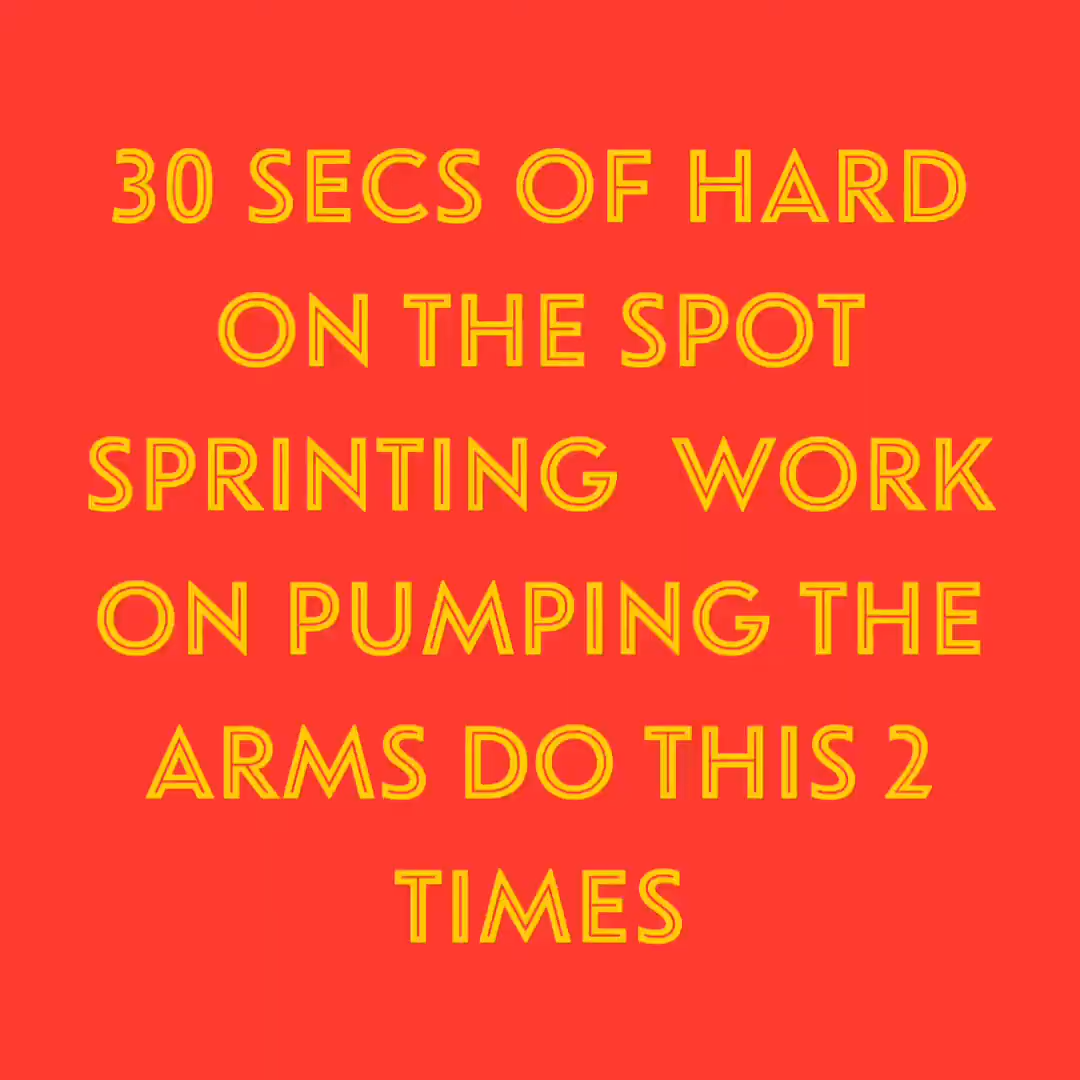 30 SECS OF HARD
ON THE SPOT
SPRINTING  WORK
ON PUMPING THE
ARMS DO THIS 2
TIMES